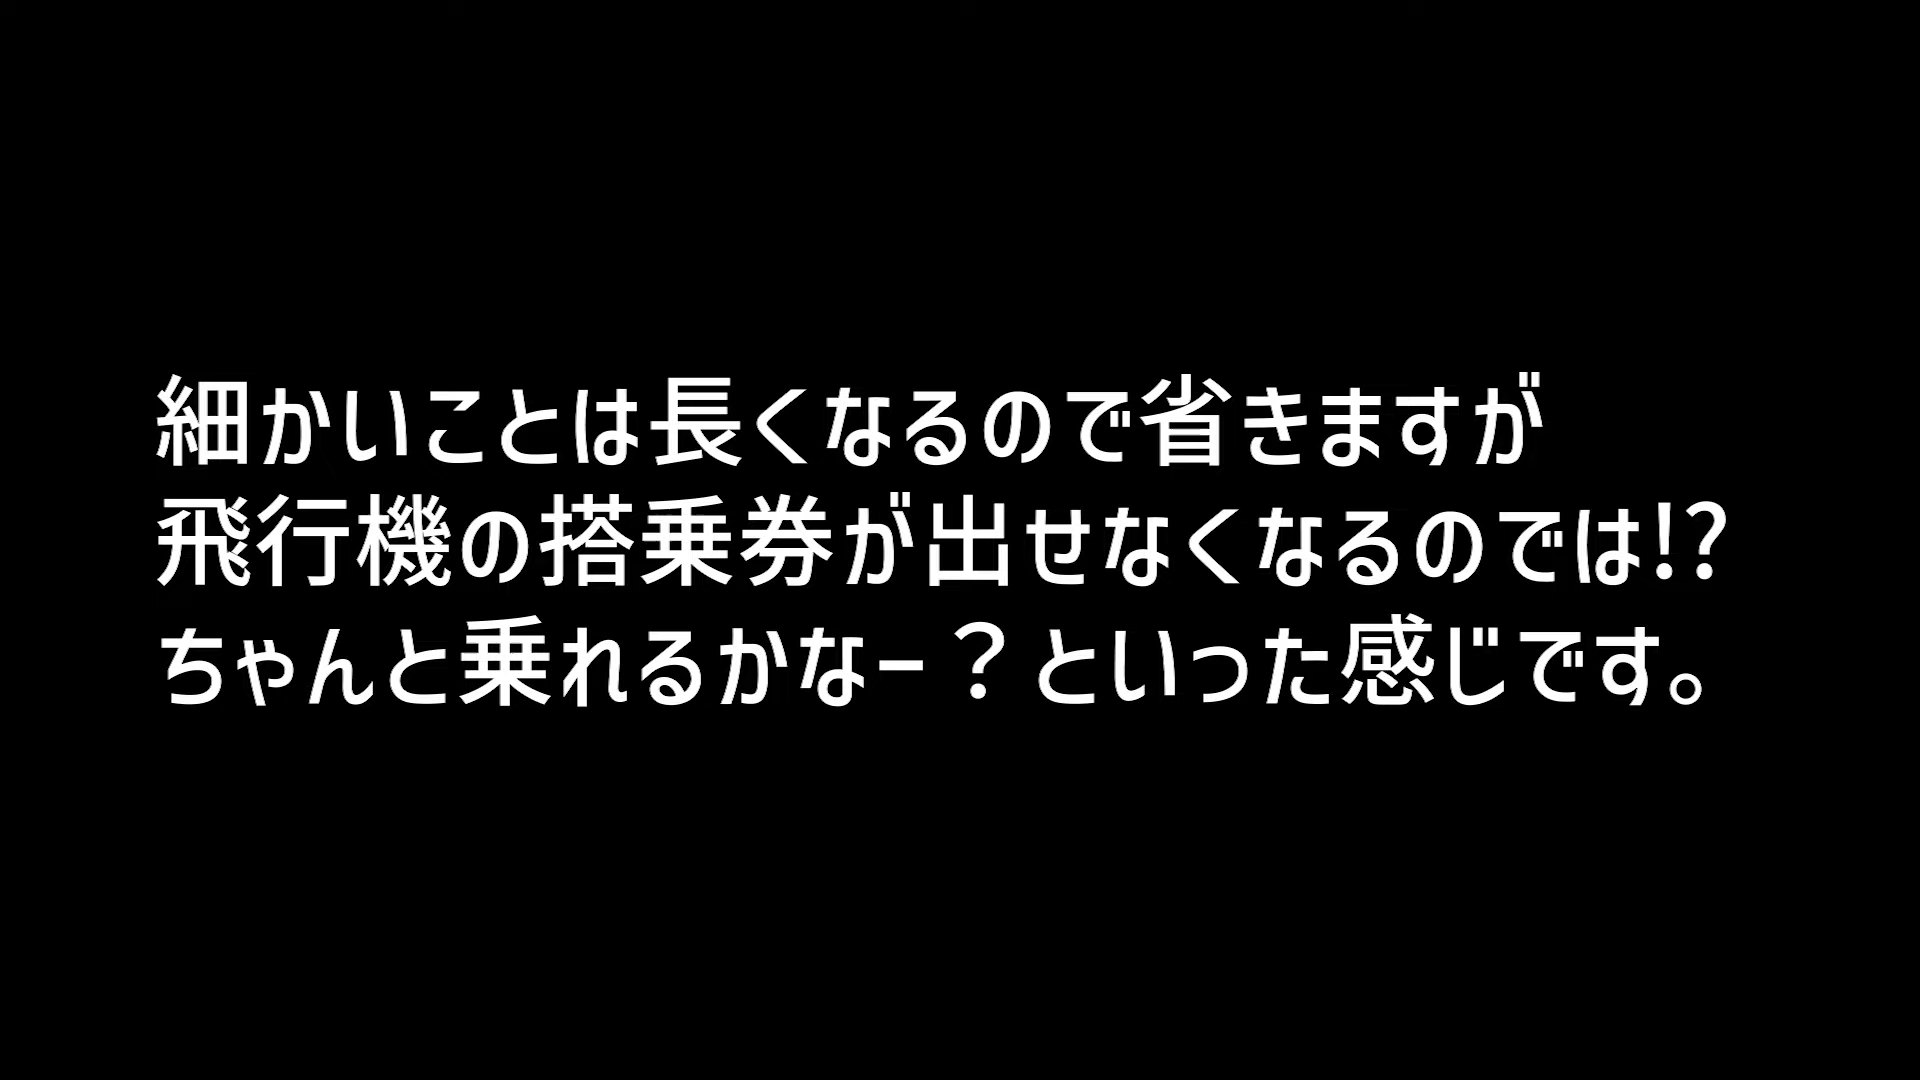 細かいことは長くなるので省きますが
飛行機の搭乗券が出せなくなるのでは!?
ちゃんと乗れるかなー？といった感じです。